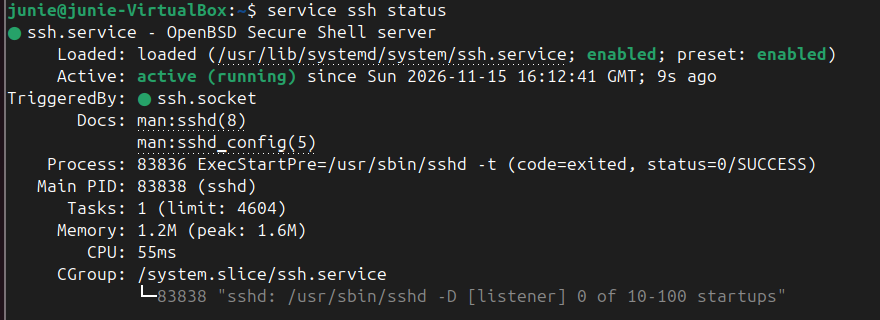 junie@junie-VirtualBox:~$ service ssh status
● ssh.service - OpenBSD Secure Shell server
     Loaded: loaded (/usr/lib/systemd/system/ssh.service; enabled; preset: enabled)
     Active: active (running) since Sun 2026-11-15 16:12:41 GMT; 9s ago
TriggeredBy: ● ssh.socket
       Docs: man:sshd(8)
             man:sshd_config(5)
    Process: 83836 ExecStartPre=/usr/sbin/sshd -t (code=exited, status=0/SUCCESS)
   Main PID: 83838 (sshd)
      Tasks: 1 (limit: 4604)
     Memory: 1.2M (peak: 1.6M)
        CPU: 55ms
     CGroup: /system.slice/ssh.service
             └─83838 "sshd: /usr/sbin/sshd -D [listener] 0 of 10-100 startups"